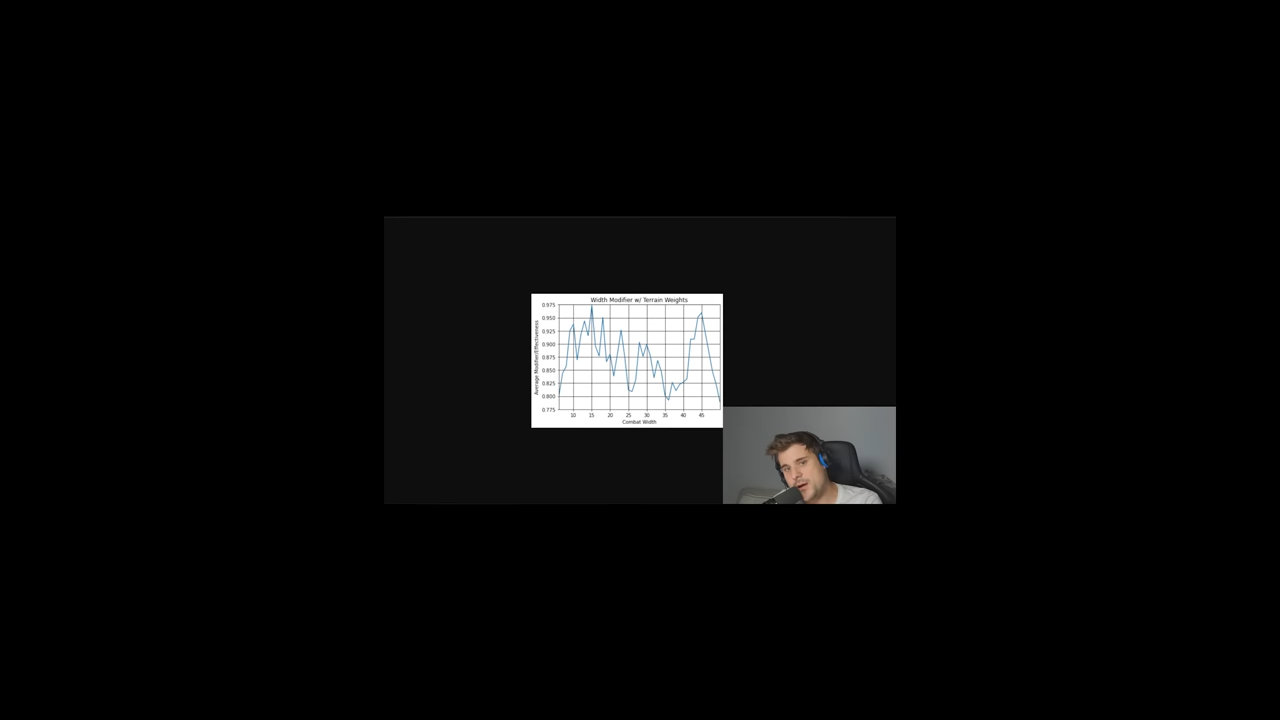 Width Modifier w/ Terrain Weights
Average Modifier/Effectiveness
0.975
0.950
0.925
0.900
0.875
0.850
0.825
0.800
0.775
10 15 20 25 30 35 40 45
Combat Width